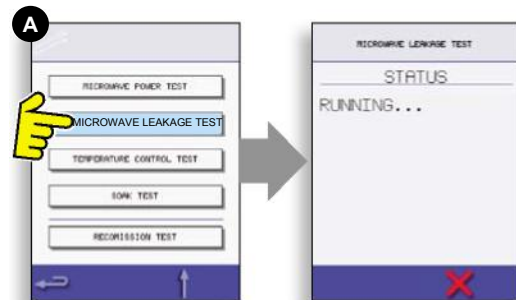 A
MICROWAVE POWER TEST
MICROWAVE LEAKAGE TEST
TEMPERATURE CONTROL TEST
SOAK TEST
RECOMISSION TEST
MICROWAVE LEAKAGE TEST
STATUS
RUNNING...